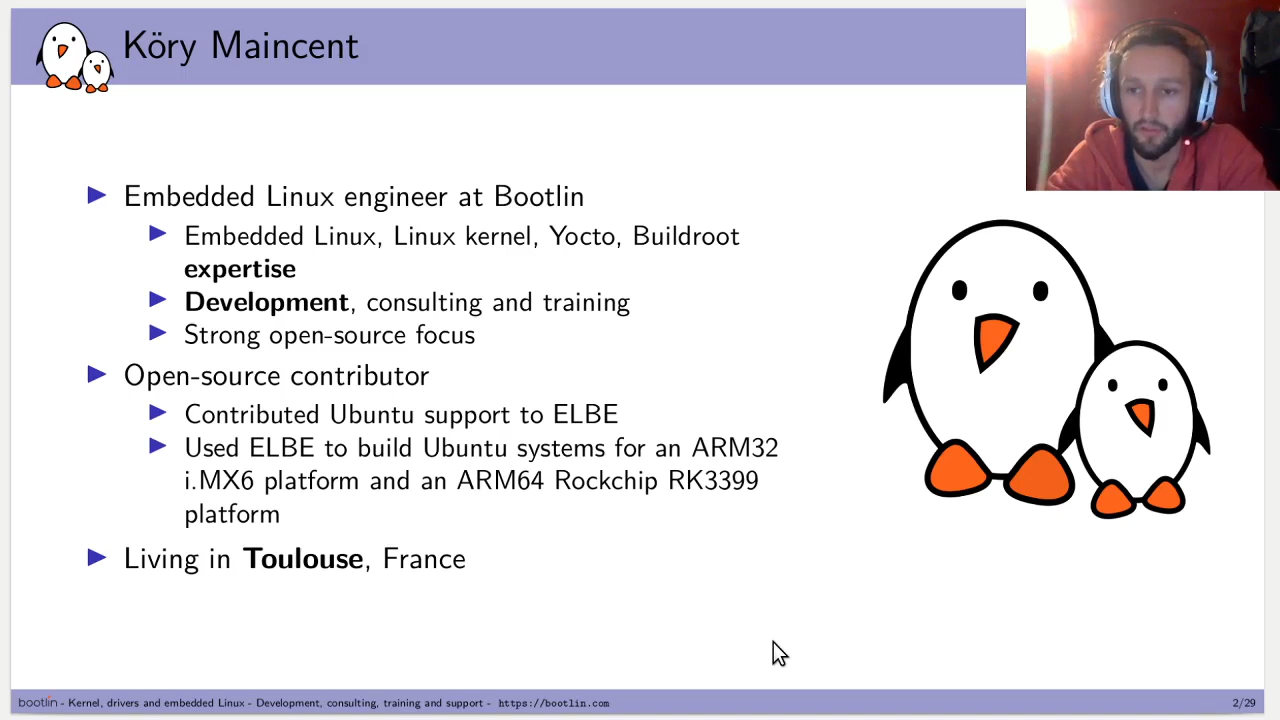 Köry Maincent
▶ Embedded Linux engineer at Bootlin
▶ Embedded Linux, Linux kernel, Yocto, Buildroot
expertise
▶ Development, consulting and training
▶ Strong open-source focus
▶ Open-source contributor
▶ Contributed Ubuntu support to ELBE
▶ Used ELBE to build Ubuntu systems for an ARM32
i.MX6 platform and an ARM64 Rockchip RK3399
platform
▶ Living in Toulouse, France
bootlin - Kernel, drivers and embedded Linux - Development, consulting, training and support - https://bootlin.com 2/29